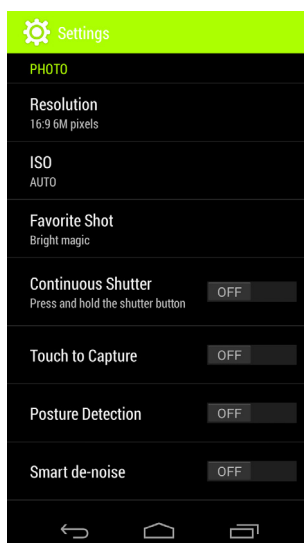 Settings
PHOTO
Resolution
16:9 6M pixels
ISO
AUTO
Favorite Shot
Bright magic
Continuous Shutter
Press and hold the shutter button
OFF
Touch to Capture
OFF
Posture Detection
OFF
Smart de-noise
OFF